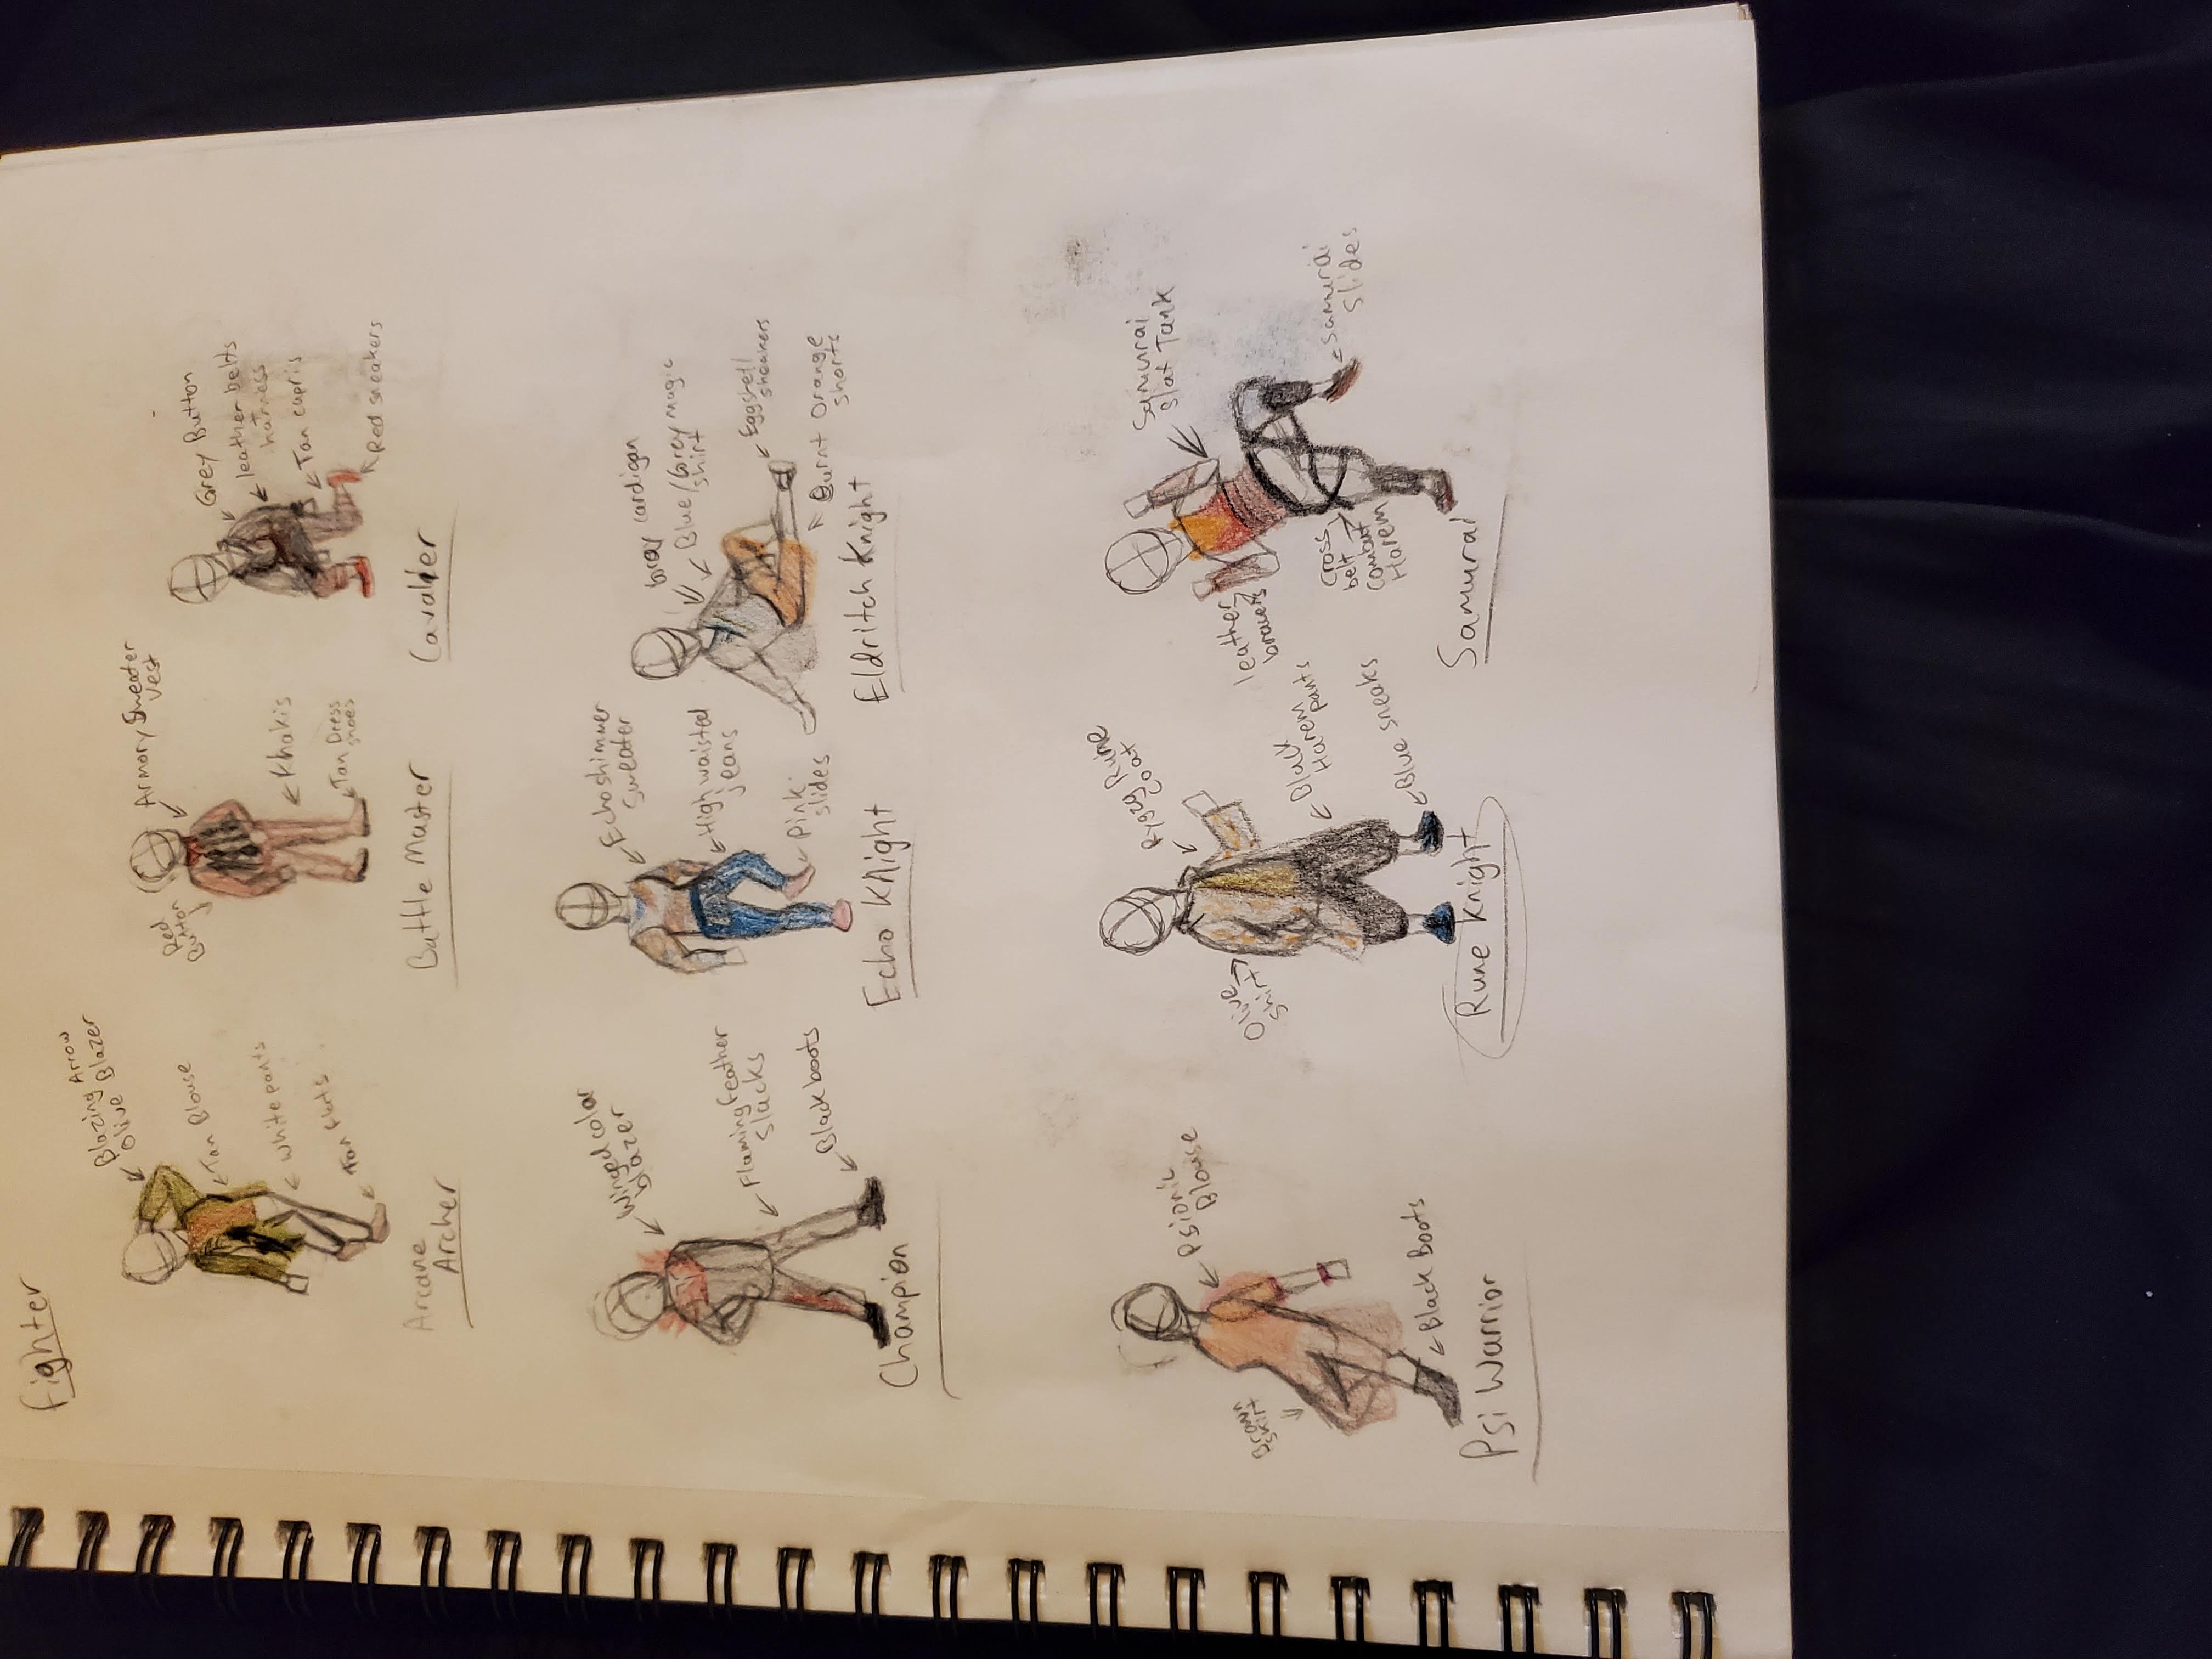 Fighter
Blazing Arrow
Olive Blazer
Tan Blouse
White pants
Tan flats
Arcane
Archer
Red
Button
Armory Sweater
Vest
Khakis
Tan Dress
shoes
Battle Master
Grey Button
leather belts
harness
Tan capris
Red sneakers
Cavalier
Winged color
blazer
Flaming Feather
slacks
Black boots
Champion
Echo shimmer
Sweater
High waisted
jeans
Pink
slides
Echo Knight
Gray cardigan
Blue/Grey magic
shirt
Eggshell
sneakers
Burnt Orange
shorts
Eldritch Knight
Psionic
Blouse
Brown
skirt
Black Boots
Psi Warrior
Rune
coat
Olive
shirt
Black
Harem
pants
Blue sneaks
Rune Knight
Samurai
slat Tank
leather
bracers
cross
belt
combat
Harem
Samurai
slides
Samurai